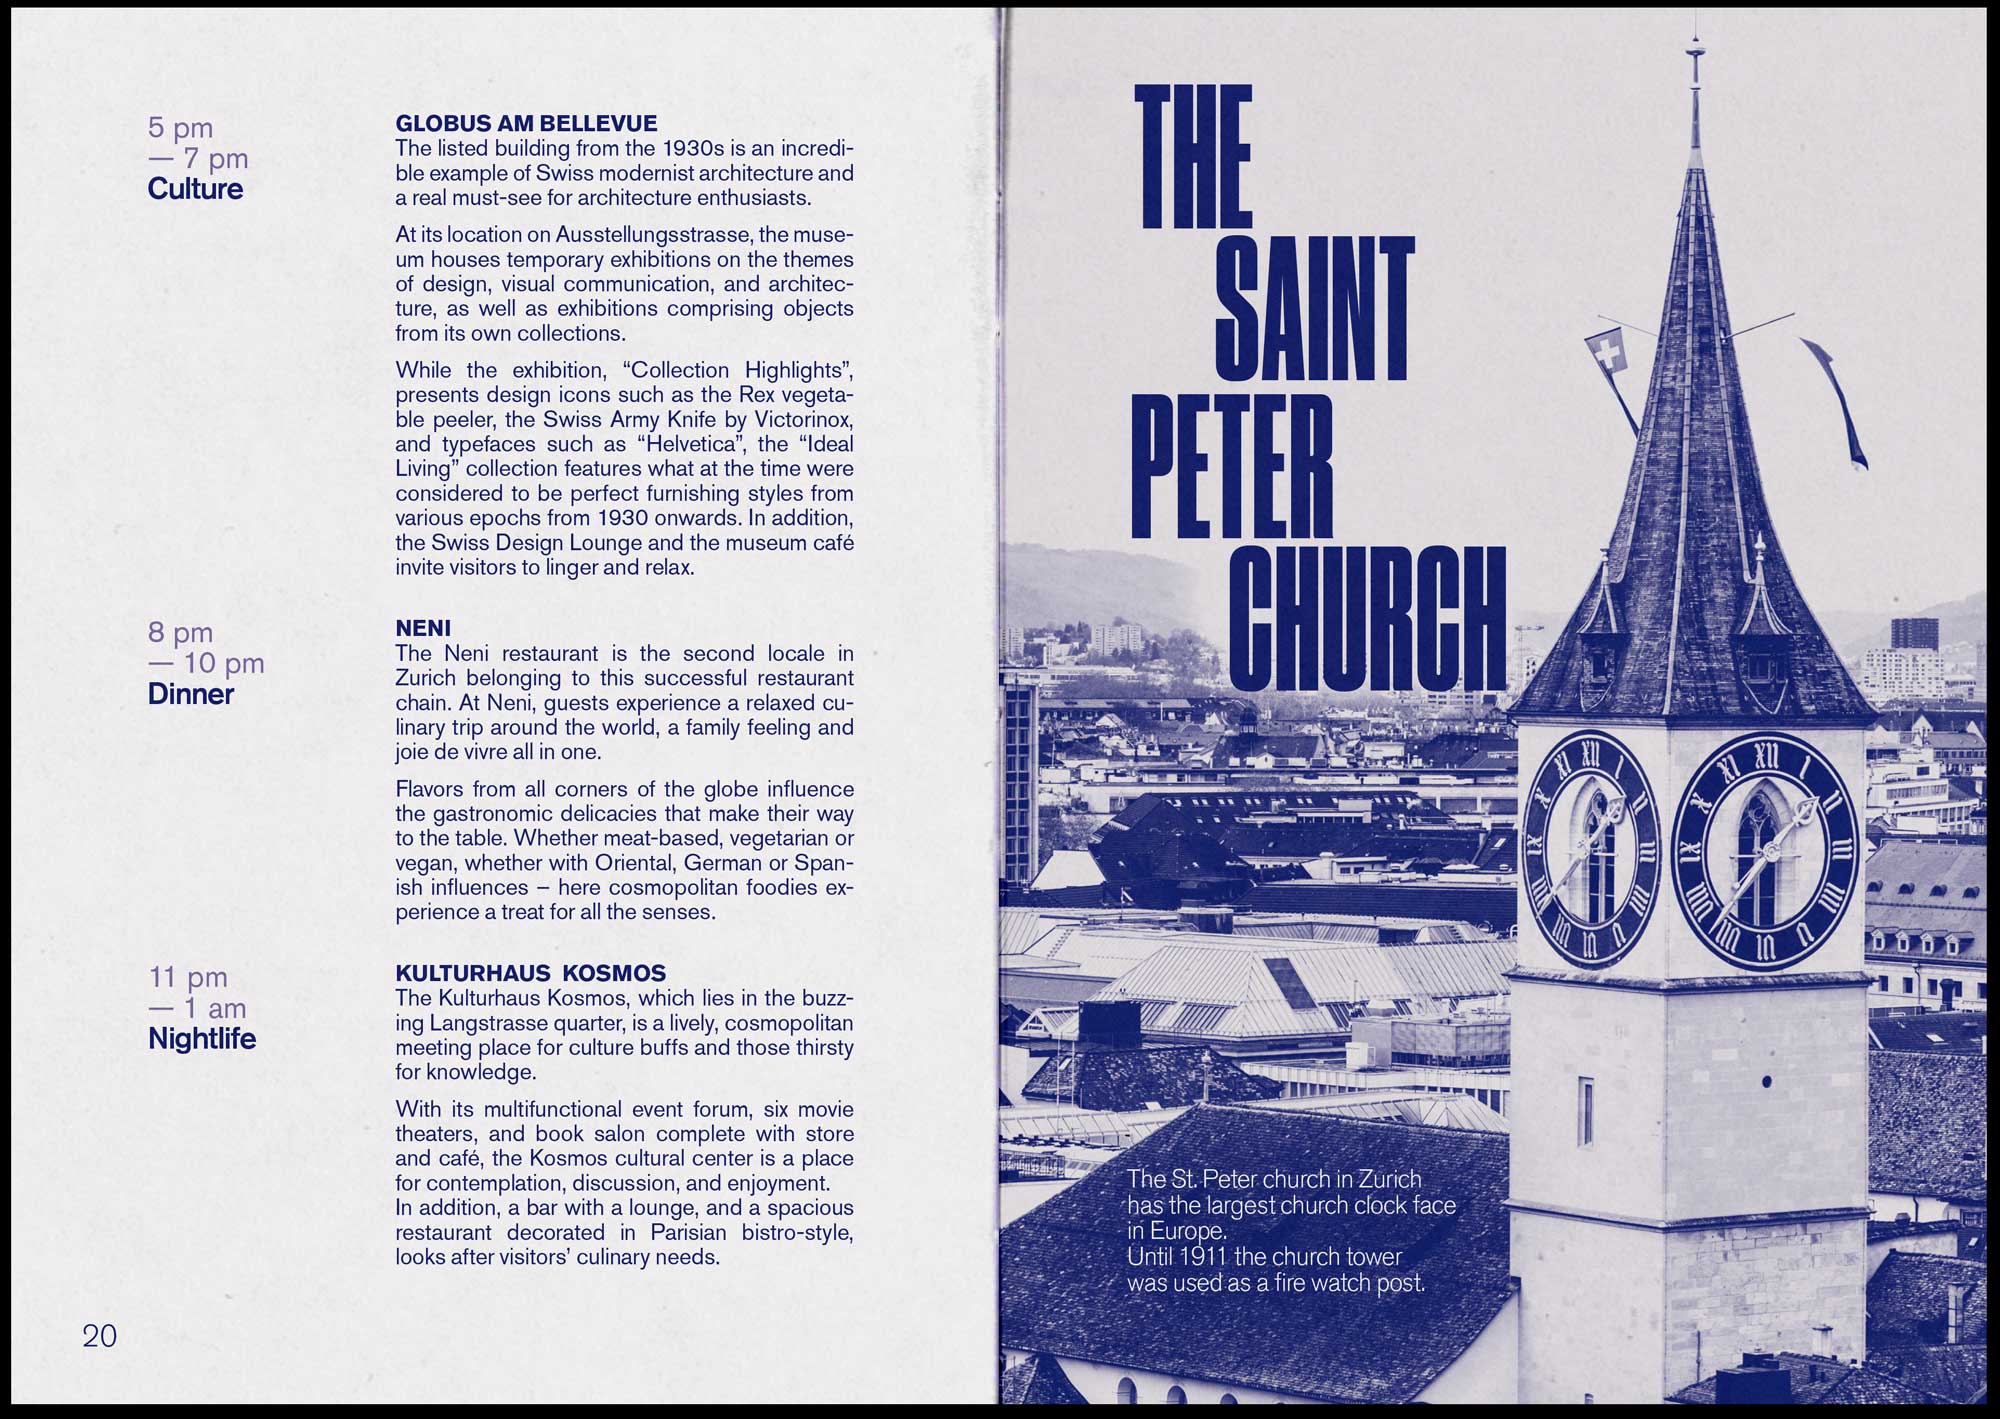 5 pm
— 7 pm
Culture
GLOBUS AM BELLEVUE
The listed building from the 1930s is an incredi-
ble example of Swiss modernist architecture and
a real must-see for architecture enthusiasts.
At its location on Ausstellungsstrasse, the muse-
um houses temporary exhibitions on the themes
of design, visual communication, and architec-
ture, as well as exhibitions comprising objects
from its own collections.
While the exhibition, “Collection Highlights”,
presents design icons such as the Rex vegeta-
ble peeler, the Swiss Army Knife by Victorinox,
and typefaces such as “Helvetica”, the “Ideal
Living” collection features what at the time were
considered to be perfect furnishing styles from
various epochs from 1930 onwards. In addition,
the Swiss Design Lounge and the museum café
invite visitors to linger and relax.
8 pm
— 10 pm
Dinner
NENI
The Neni restaurant is the second locale in
Zurich belonging to this successful restaurant
chain. At Neni, guests experience a relaxed cu-
linary trip around the world, a family feeling and
joie de vivre all in one.
Flavors from all corners of the globe influence
the gastronomic delicacies that make their way
to the table. Whether meat-based, vegetarian or
vegan, whether with Oriental, German or Span-
ish influences – here cosmopolitan foodies ex-
perience a treat for all the senses.
11 pm
— 1 am
Nightlife
KULTURHAUS KOSMOS
The Kulturhaus Kosmos, which lies in the buzz-
ing Langstrasse quarter, is a lively, cosmopolitan
meeting place for culture buffs and those thirsty
for knowledge.
With its multifunctional event forum, six movie
theaters, and book salon complete with store
and café, the Kosmos cultural center is a place
for contemplation, discussion, and enjoyment.
In addition, a bar with a lounge, and a spacious
restaurant decorated in Parisian bistro-style,
looks after visitors’ culinary needs.
20
THE
SAINT
PETER
CHURCH
The St. Peter church in Zurich
has the largest church clock face
in Europe.
Until 1911 the church tower
was used as a fire watch post.